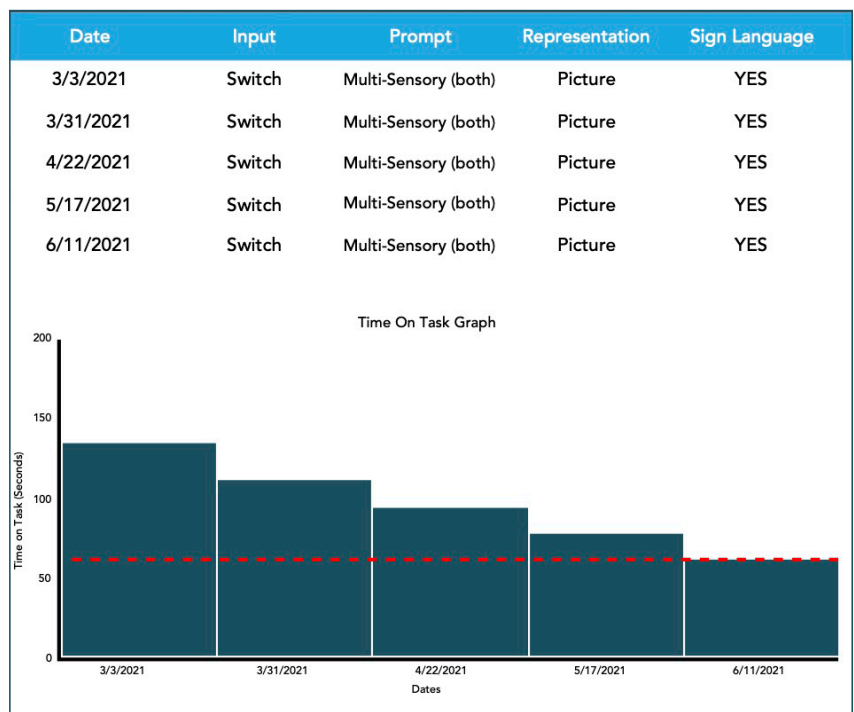 Date Input Prompt Representation Sign Language
3/3/2021 Switch Multi-Sensory (both) Picture YES
3/31/2021 Switch Multi-Sensory (both) Picture YES
4/22/2021 Switch Multi-Sensory (both) Picture YES
5/17/2021 Switch Multi-Sensory (both) Picture YES
6/11/2021 Switch Multi-Sensory (both) Picture YES
Time On Task Graph
200
150
100
50
0
Time on Task (Seconds)
3/3/2021 3/31/2021 4/22/2021 5/17/2021 6/11/2021
Dates